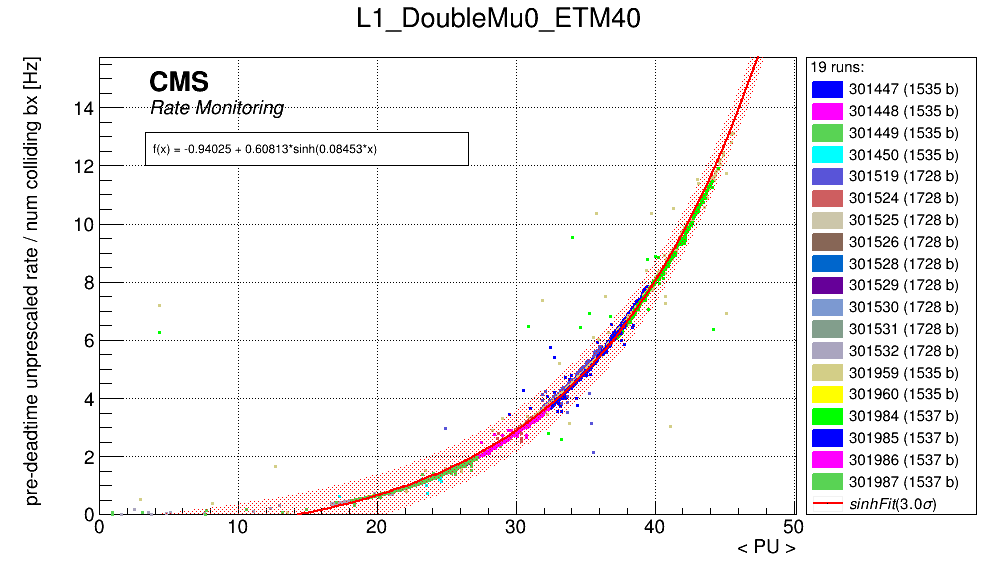 L1_DoubleMu0_ETM40
pre-deadtime unprescaled rate / num colliding bx [Hz]
CMS
Rate Monitoring
f(x) = -0.94025 + 0.60813*sinh(0.08453*x)
14
12
10
8
6
4
2
0
0 10 20 30 40 50
< PU >
19 runs:
301447 (1535 b)
301448 (1535 b)
301449 (1535 b)
301450 (1535 b)
301519 (1728 b)
301524 (1728 b)
301525 (1728 b)
301526 (1728 b)
301528 (1728 b)
301529 (1728 b)
301530 (1728 b)
301531 (1728 b)
301532 (1728 b)
301959 (1535 b)
301960 (1535 b)
301984 (1537 b)
301985 (1537 b)
301986 (1537 b)
301987 (1537 b)
sinhFit(3.0σ)